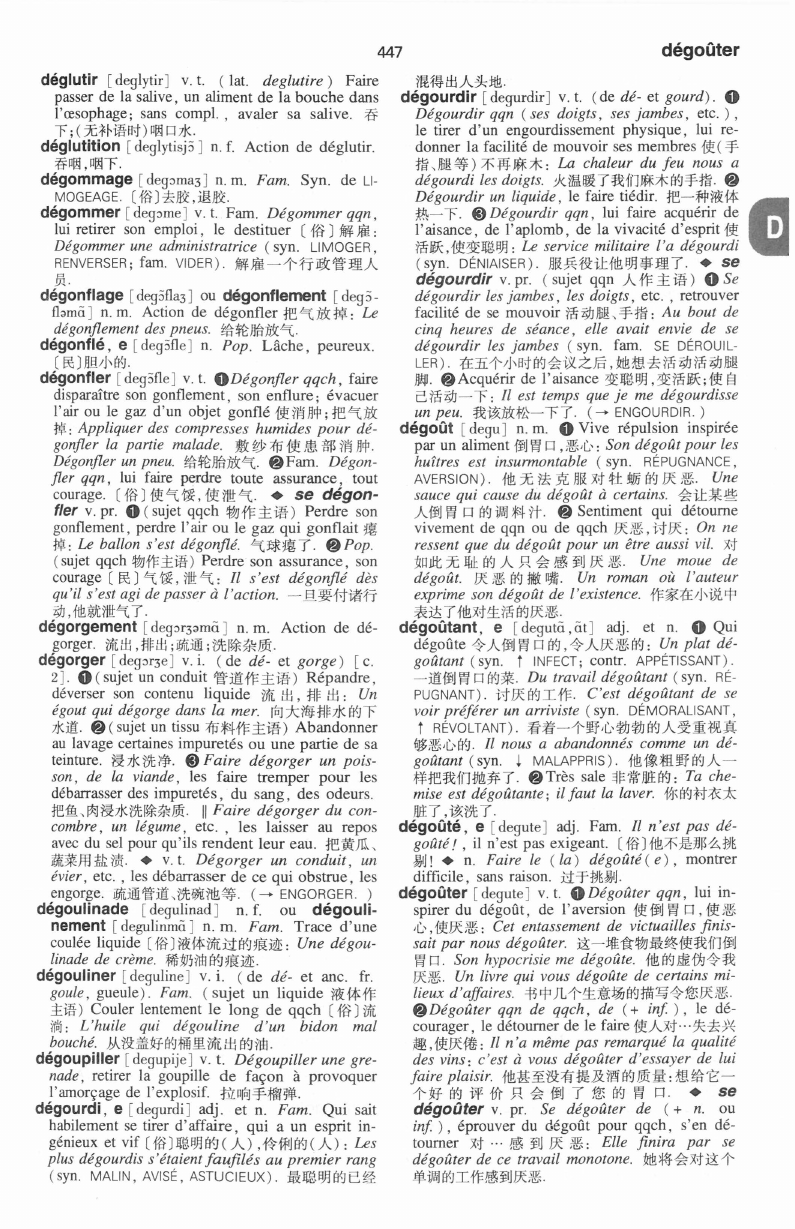 447
dégoûter
déglutir [deglytir] v. t. (lat. deglutire) Faire
passer de la salive, un aliment de la bouche dans
l'œsophage; sans compl., avaler sa salive. 吞
下;(无补语时)咽口水.
déglutition [deglytisjɔ̃] n. f. Action de déglutir.
吞咽,咽下.
dégommage [degɔmaʒ] n. m. Fam. Syn. de LI-
MOGEAGE. 〔俗〕去胶,退胶.
dégommer [degɔme] v. t. Fam. Dégommer qqn,
lui retirer son emploi, le destituer 〔俗〕解雇:
Dégommer une administratrice (syn. LIMOGER,
RENVERSER; fam. VIDER). 解雇一个行政管理人
员.
dégonflage [degɔ̃flaʒ] ou dégonflement [degɔ̃-
fləmɑ̃] n. m. Action de dégonfler 把气放掉: Le
dégonflement des pneus. 给轮胎放气.
dégonflé, e [degɔ̃fle] n. Pop. Lâche, peureux.
〔民〕胆小的.
dégonfler [degɔ̃fle] v. t. ❶Dégonfler qqch, faire
disparaître son gonflement, son enflure; évacuer
l'air ou le gaz d'un objet gonflé 使消肿;把气放
掉: Appliquer des compresses humides pour dé-
gonfler la partie malade. 敷纱布使患部消肿.
Dégonfler un pneu. 给轮胎放气. ❷Fam. Dégon-
fler qqn, lui faire perdre toute assurance, tout
courage. 〔俗〕使气馁,使泄气. ◆ se dégon-
fler v. pr. ❶(sujet qqch 物作主语) Perdre son
gonflement, perdre l'air ou le gaz qui gonflait 瘪
掉: Le ballon s'est dégonflé. 气球瘪了. ❷Pop.
(sujet qqch 物作主语) Perdre son assurance, son
courage〔民〕气馁,泄气: Il s'est dégonflé dès
qu'il s'est agi de passer à l'action. 一旦要付诸行
动,他就泄气了.
dégorgement [degɔrʒəmɑ̃] n. m. Action de dé-
gorger. 流出,排出;疏通;洗除杂质.
dégorger [degɔrʒe] v. i. (de dé- et gorge) [c.
2]. ❶(sujet un conduit 管道作主语) Répandre,
déverser son contenu liquide 流出,排出: Un
égout qui dégorge dans la mer. 向大海排水的下
水道. ❷(sujet un tissu 布料作主语) Abandonner
au lavage certaines impuretés ou une partie de sa
teinture. 浸水洗净. ❸Faire dégorger un pois-
son, de la viande, les faire tremper pour les
débarrasser des impuretés, du sang, des odeurs.
把鱼、肉浸水洗除杂质. ‖ Faire dégorger du con-
combre, un légume, etc., les laisser au repos
avec du sel pour qu'ils rendent leur eau. 把黄瓜、
蔬菜用盐渍. ◆ v. t. Dégorger un conduit, un
évier, etc., les débarrasser de ce qui obstrue, les
engorge. 疏通管道、洗碗池等. (→ ENGORGER. )
dégoulinade [degulinad] n. f. ou dégouli-
nement [degulinmɑ̃] n. m. Fam. Trace d'une
coulée liquide〔俗〕液体流过的痕迹: Une dégou-
linade de crème. 稀奶油的痕迹.
dégouliner [deguline] v. i. (de dé- et anc. fr.
goule, gueule). Fam. (sujet un liquide 液体作
主语) Couler lentement le long de qqch〔俗〕流
淌: L'huile qui dégouline d'un bidon mal
bouché. 从没盖好的桶里流出的油.
dégoupiller [degupije] v. t. Dégoupiller une gre-
nade, retirer la goupille de façon à provoquer
l'amorçage de l'explosif. 拉响手榴弹.
dégourdi, e [degurdi] adj. et n. Fam. Qui sait
habilement se tirer d'affaire, qui a un esprit in-
génieux et vif〔俗〕聪明的(人),伶俐的(人): Les
plus dégourdis s'étaient faufilés au premier rang
(syn. MALIN, AVISÉ, ASTUCIEUX). 最聪明的已经
混得出人头地.
dégourdir [degurdir] v. t. (de dé- et gourd). ❶
Dégourdir qqn (ses doigts, ses jambes, etc.),
le tirer d'un engourdissement physique, lui re-
donner la facilité de mouvoir ses membres 使(手
指、腿等)不再麻木: La chaleur du feu nous a
dégourdi les doigts. 火温暖了我们麻木的手指. ❷
Dégourdir un liquide, le faire tiédir. 把一种液体
热一下. ❸Dégourdir qqn, lui faire acquérir de
l'aisance, de l'aplomb, de la vivacité d'esprit 使
活跃,使变聪明: Le service militaire l'a dégourdi
(syn. DÉNIAISER). 服兵役让他明事理了. ◆ se
dégourdir v. pr. (sujet qqn 人作主语) ❶Se
dégourdir les jambes, les doigts, etc., retrouver
facilité de se mouvoir 活动腿、手指: Au bout de
cinq heures de séance, elle avait envie de se
dégourdir les jambes (syn. fam. SE DÉROUIL-
LER). 在五个小时的会议之后,她想去活动活动腿
脚. ❷Acquérir de l'aisance 变聪明,变活跃;使自
己活动一下: Il est temps que je me dégourdisse
un peu. 我该放松一下了. (→ ENGOURDIR. )
dégoût [degu] n. m. ❶ Vive répulsion inspirée
par un aliment 倒胃口,恶心: Son dégoût pour les
huîtres est insurmontable (syn. RÉPUGNANCE,
AVERSION). 他无法克服对牡蛎的厌恶. Une
sauce qui cause du dégoût à certains. 会让某些
人倒胃口的调料汁. ❷ Sentiment qui détourne
vivement de qqn ou de qqch 厌恶,讨厌: On ne
ressent que du dégoût pour un être aussi vil. 对
如此无耻的人只会感到厌恶. Une moue de
dégoût. 厌恶的撇嘴. Un roman où l'auteur
exprime son dégoût de l'existence. 作家在小说中
表达了他对生活的厌恶.
dégoûtant, e [degutɑ̃,ɑ̃t] adj. et n. ❶ Qui
dégoûte 令人倒胃口的,令人厌恶的: Un plat dé-
goûtant (syn. ↑ INFECT; contr. APPÉTISSANT).
一道倒胃口的菜. Du travail dégoûtant (syn. RÉ-
PUGNANT). 讨厌的工作. C'est dégoûtant de se
voir préférer un arriviste (syn. DÉMORALISANT,
↑ RÉVOLTANT). 看着一个野心勃勃的人受重视真
够恶心的. Il nous a abandonnés comme un dé-
goûtant (syn. ↓ MALAPPRIS). 他像粗野的人一
样把我们抛弃了. ❷Très sale 非常脏的: Ta che-
mise est dégoûtante; il faut la laver. 你的衬衣太
脏了,该洗了.
dégoûté, e [degute] adj. Fam. Il n'est pas dé-
goûté!, il n'est pas exigeant. 〔俗〕他不是那么挑
剔! ◆ n. Faire le (la) dégoûté(e), montrer
difficile, sans raison. 过于挑剔.
dégoûter [degute] v. t. ❶Dégoûter qqn, lui in-
spirer du dégoût, de l'aversion 使倒胃口,使恶
心,使厌恶: Cet entassement de victuailles finis-
sait par nous dégoûter. 这一堆食物最终使我们倒
胃口. Son hypocrisie me dégoûte. 他的虚伪令我
厌恶. Un livre qui vous dégoûte de certains mi-
lieux d'affaires. 书中几个生意场的描写令您厌恶.
❷Dégoûter qqn de qqch, de (+ inf.), le dé-
courager, le détourner de le faire 使人对…失去兴
趣,使厌倦: Il n'a même pas remarqué la qualité
des vins: c'est à vous dégoûter d'essayer de lui
faire plaisir. 他甚至没有提及酒的质量:想给它一
个好的评价只会倒了您的胃口. ◆ se
dégoûter v. pr. Se dégoûter de (+ n. ou
inf.), éprouver du dégoût pour qqch, s'en dé-
tourner 对…感到厌恶: Elle finira par se
dégoûter de ce travail monotone. 她将会对这个
单调的工作感到厌恶.
D